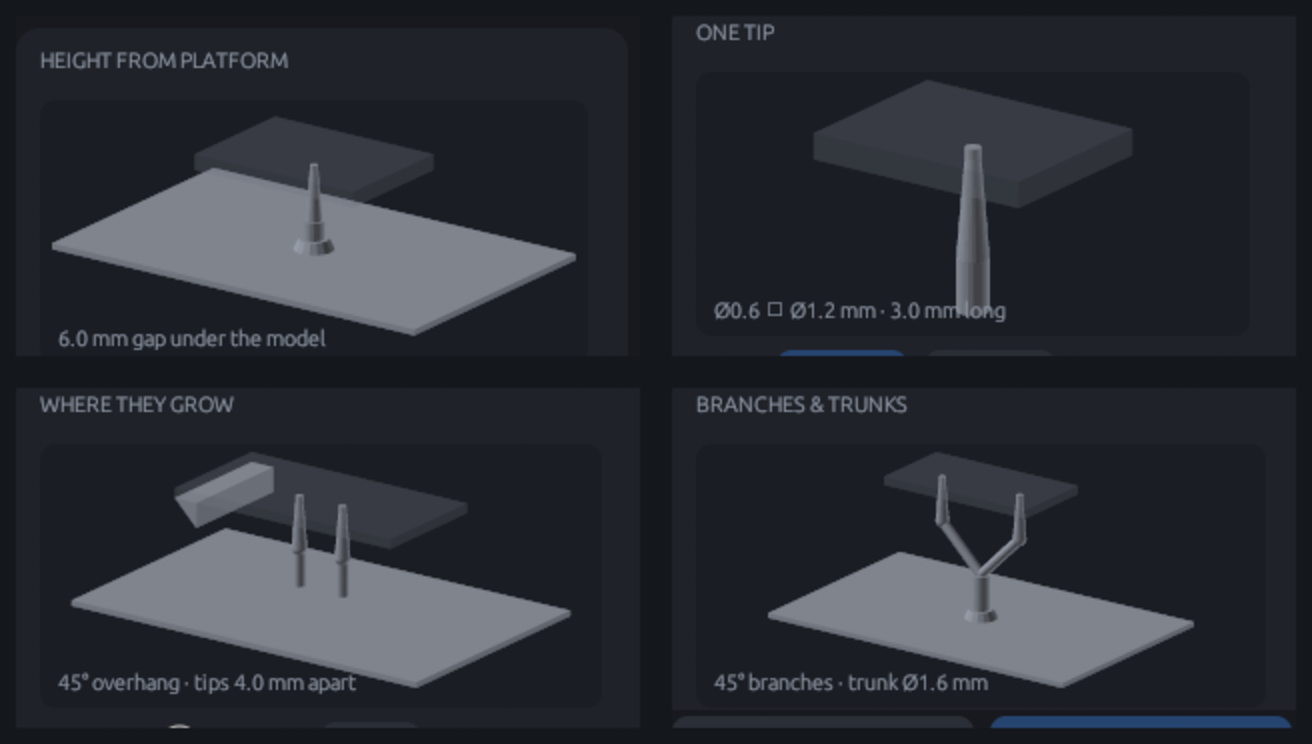 HEIGHT FROM PLATFORM
6.0 mm gap under the model
ONE TIP
Ø0.6 □ Ø1.2 mm · 3.0 mm long
WHERE THEY GROW
45° overhang · tips 4.0 mm apart
BRANCHES & TRUNKS
45° branches · trunk Ø1.6 mm